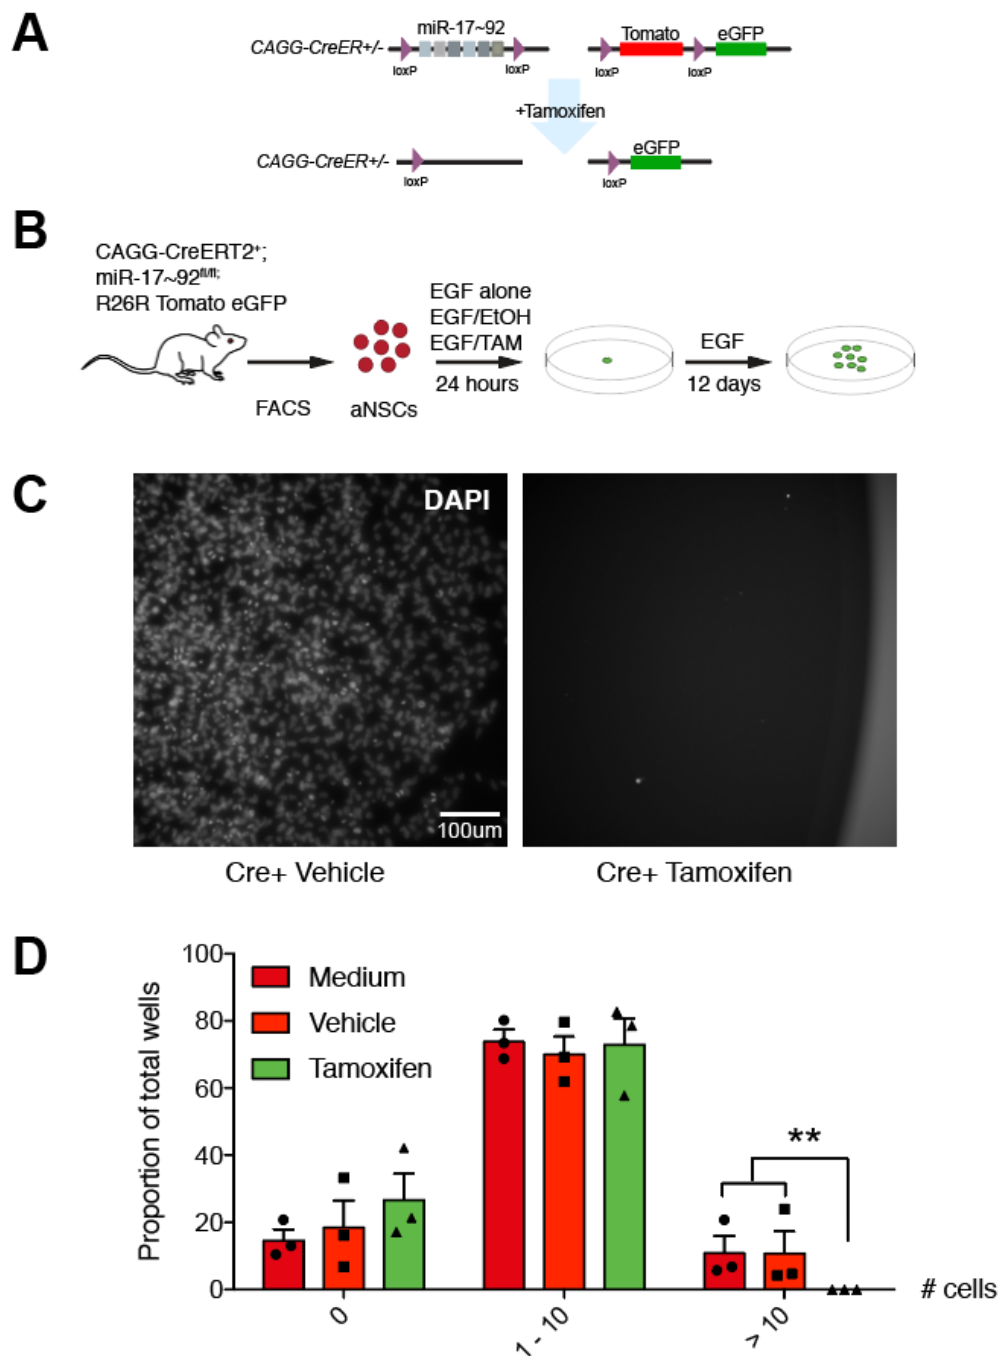 A
miR-17~92
CAGG-CreER+/-
loxP
loxP
Tomato
eGFP
loxP
loxP
+Tamoxifen
CAGG-CreER+/-
loxP
eGFP
loxP
B
CAGG-CreERT2+;
miR-17~92fl/fl;
R26R Tomato eGFP
FACS
aNSCs
EGF alone
EGF/EtOH
EGF/TAM
24 hours
EGF
12 days
C
DAPI
100um
Cre+ Vehicle
Cre+ Tamoxifen
D
Proportion of total wells
100
80
60
40
20
0
Medium
Vehicle
Tamoxifen
**
0
1 - 10
> 10
# cells